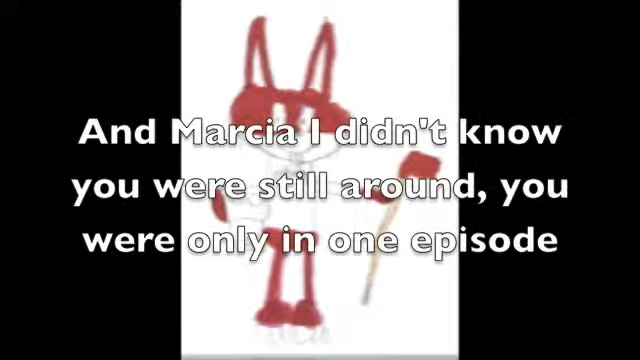 And Marcia I didn't know
you were still around, you
were only in one episode